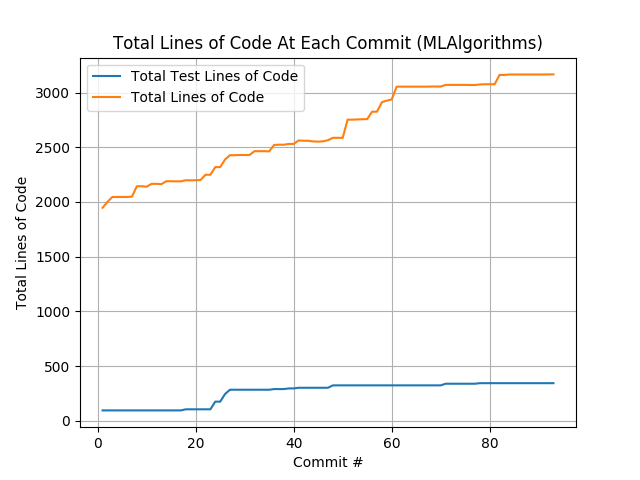 Total Lines of Code At Each Commit (MLAlgorithms)
Total Test Lines of Code
Total Lines of Code
Total Lines of Code
3000
2500
2000
1500
1000
500
0
0 20 40 60 80
Commit #